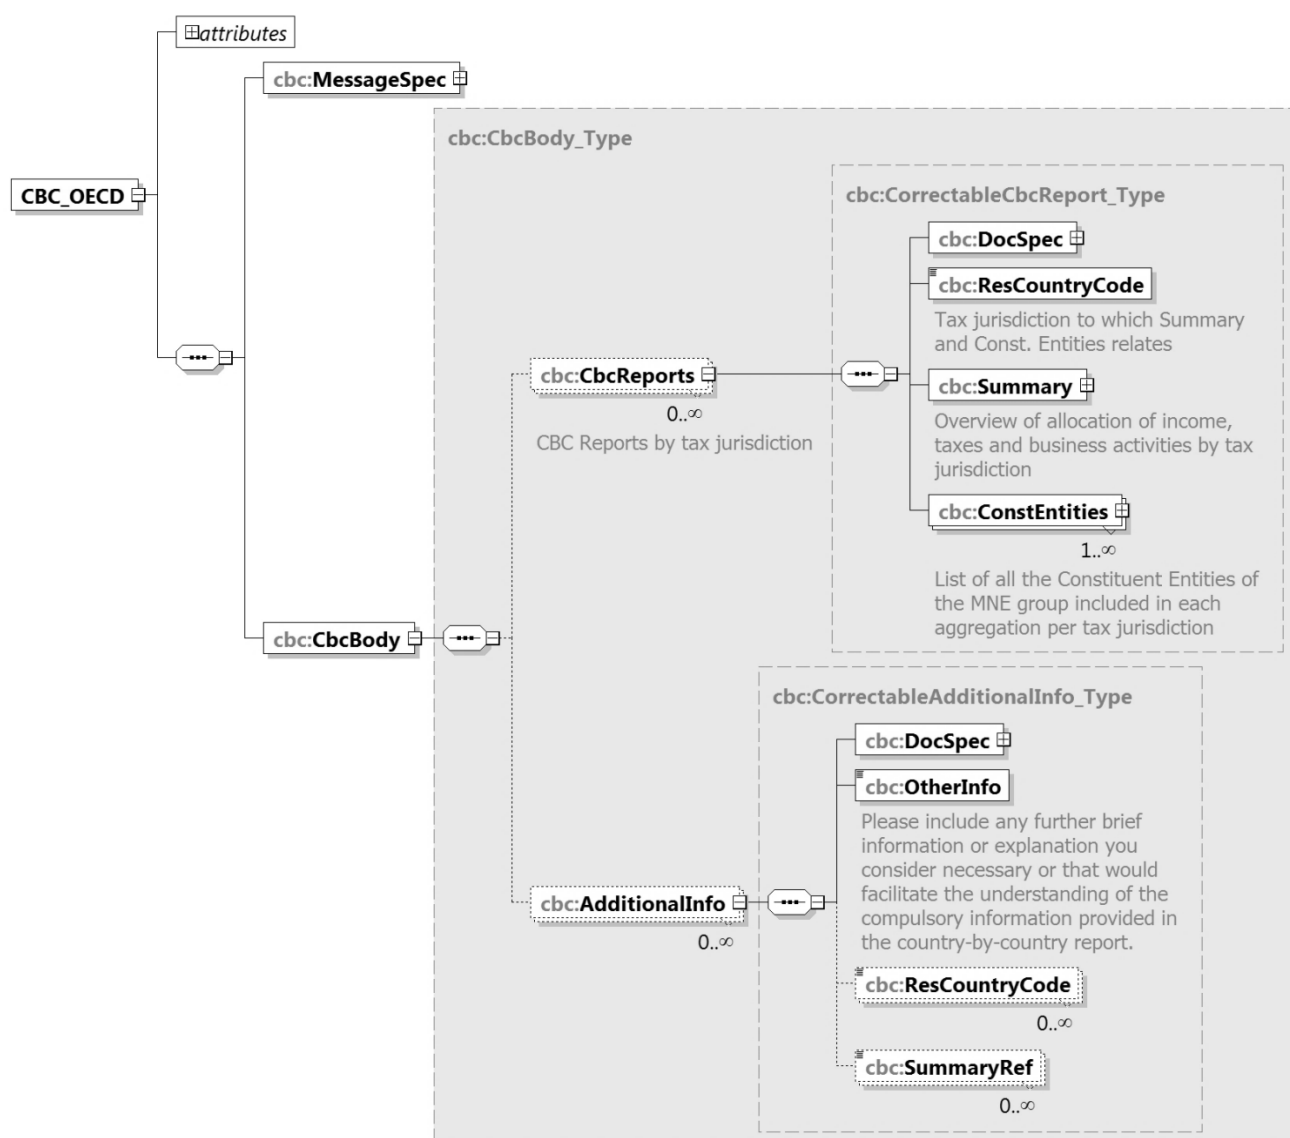 attributes
cbc:MessageSpec
cbc:CbcBody_Type
CBC_OECD
cbc:CorrectableCbcReport_Type
cbc:DocSpec
cbc:ResCountryCode
Tax jurisdiction to which Summary
and Const. Entities relates
cbc:CbcReports
0..∞
CBC Reports by tax jurisdiction
cbc:Summary
Overview of allocation of income,
taxes and business activities by tax
jurisdiction
cbc:ConstEntities
1..∞
List of all the Constituent Entities of
the MNE group included in each
aggregation per tax jurisdiction
cbc:CbcBody
cbc:CorrectableAdditionalInfo_Type
cbc:DocSpec
cbc:OtherInfo
Please include any further brief
information or explanation you
consider necessary or that would
facilitate the understanding of the
compulsory information provided in
the country-by-country report.
cbc:AdditionalInfo
0..∞
cbc:ResCountryCode
0..∞
cbc:SummaryRef
0..∞